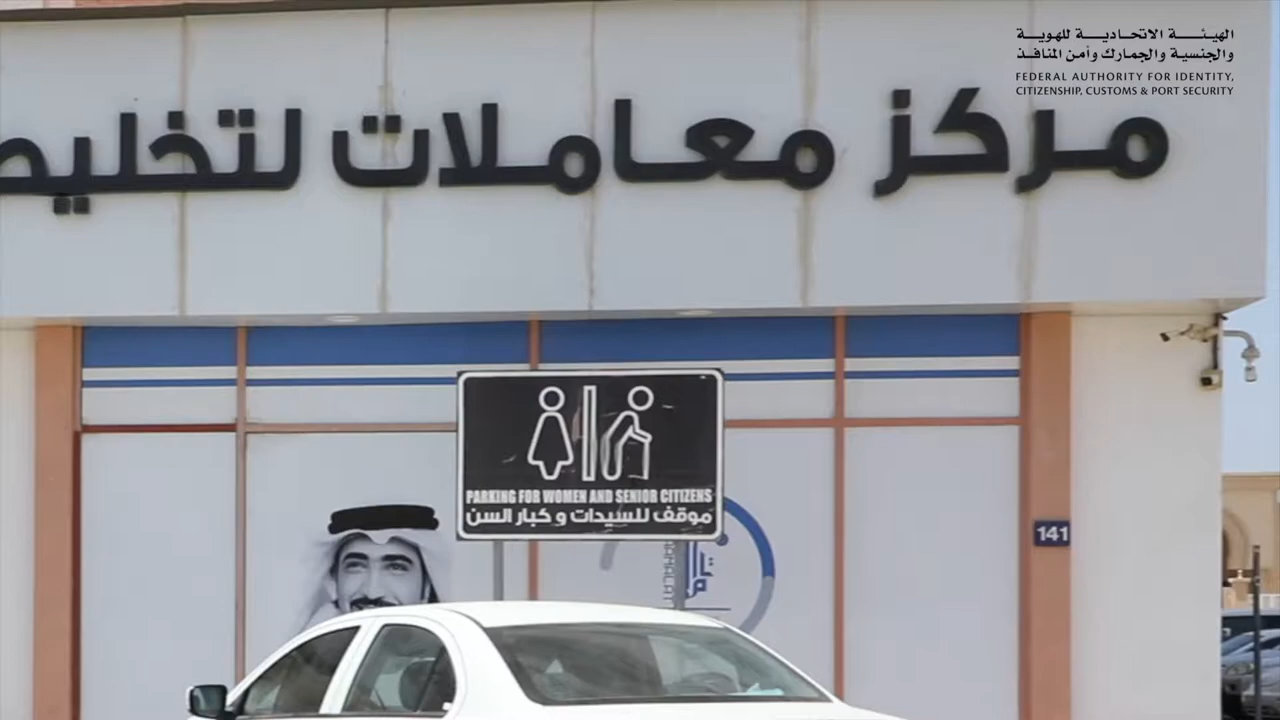 الهيئة الاتحادية للهوية
والجنسية والجمارك وأمن المنافذ
FEDERAL AUTHORITY FOR IDENTITY,
CITIZENSHIP, CUSTOMS & PORT SECURITY
مركز معاملات لتخليص
PARKING FOR WOMEN AND SENIOR CITIZENS
موقف للسيدات و كبار السن
141